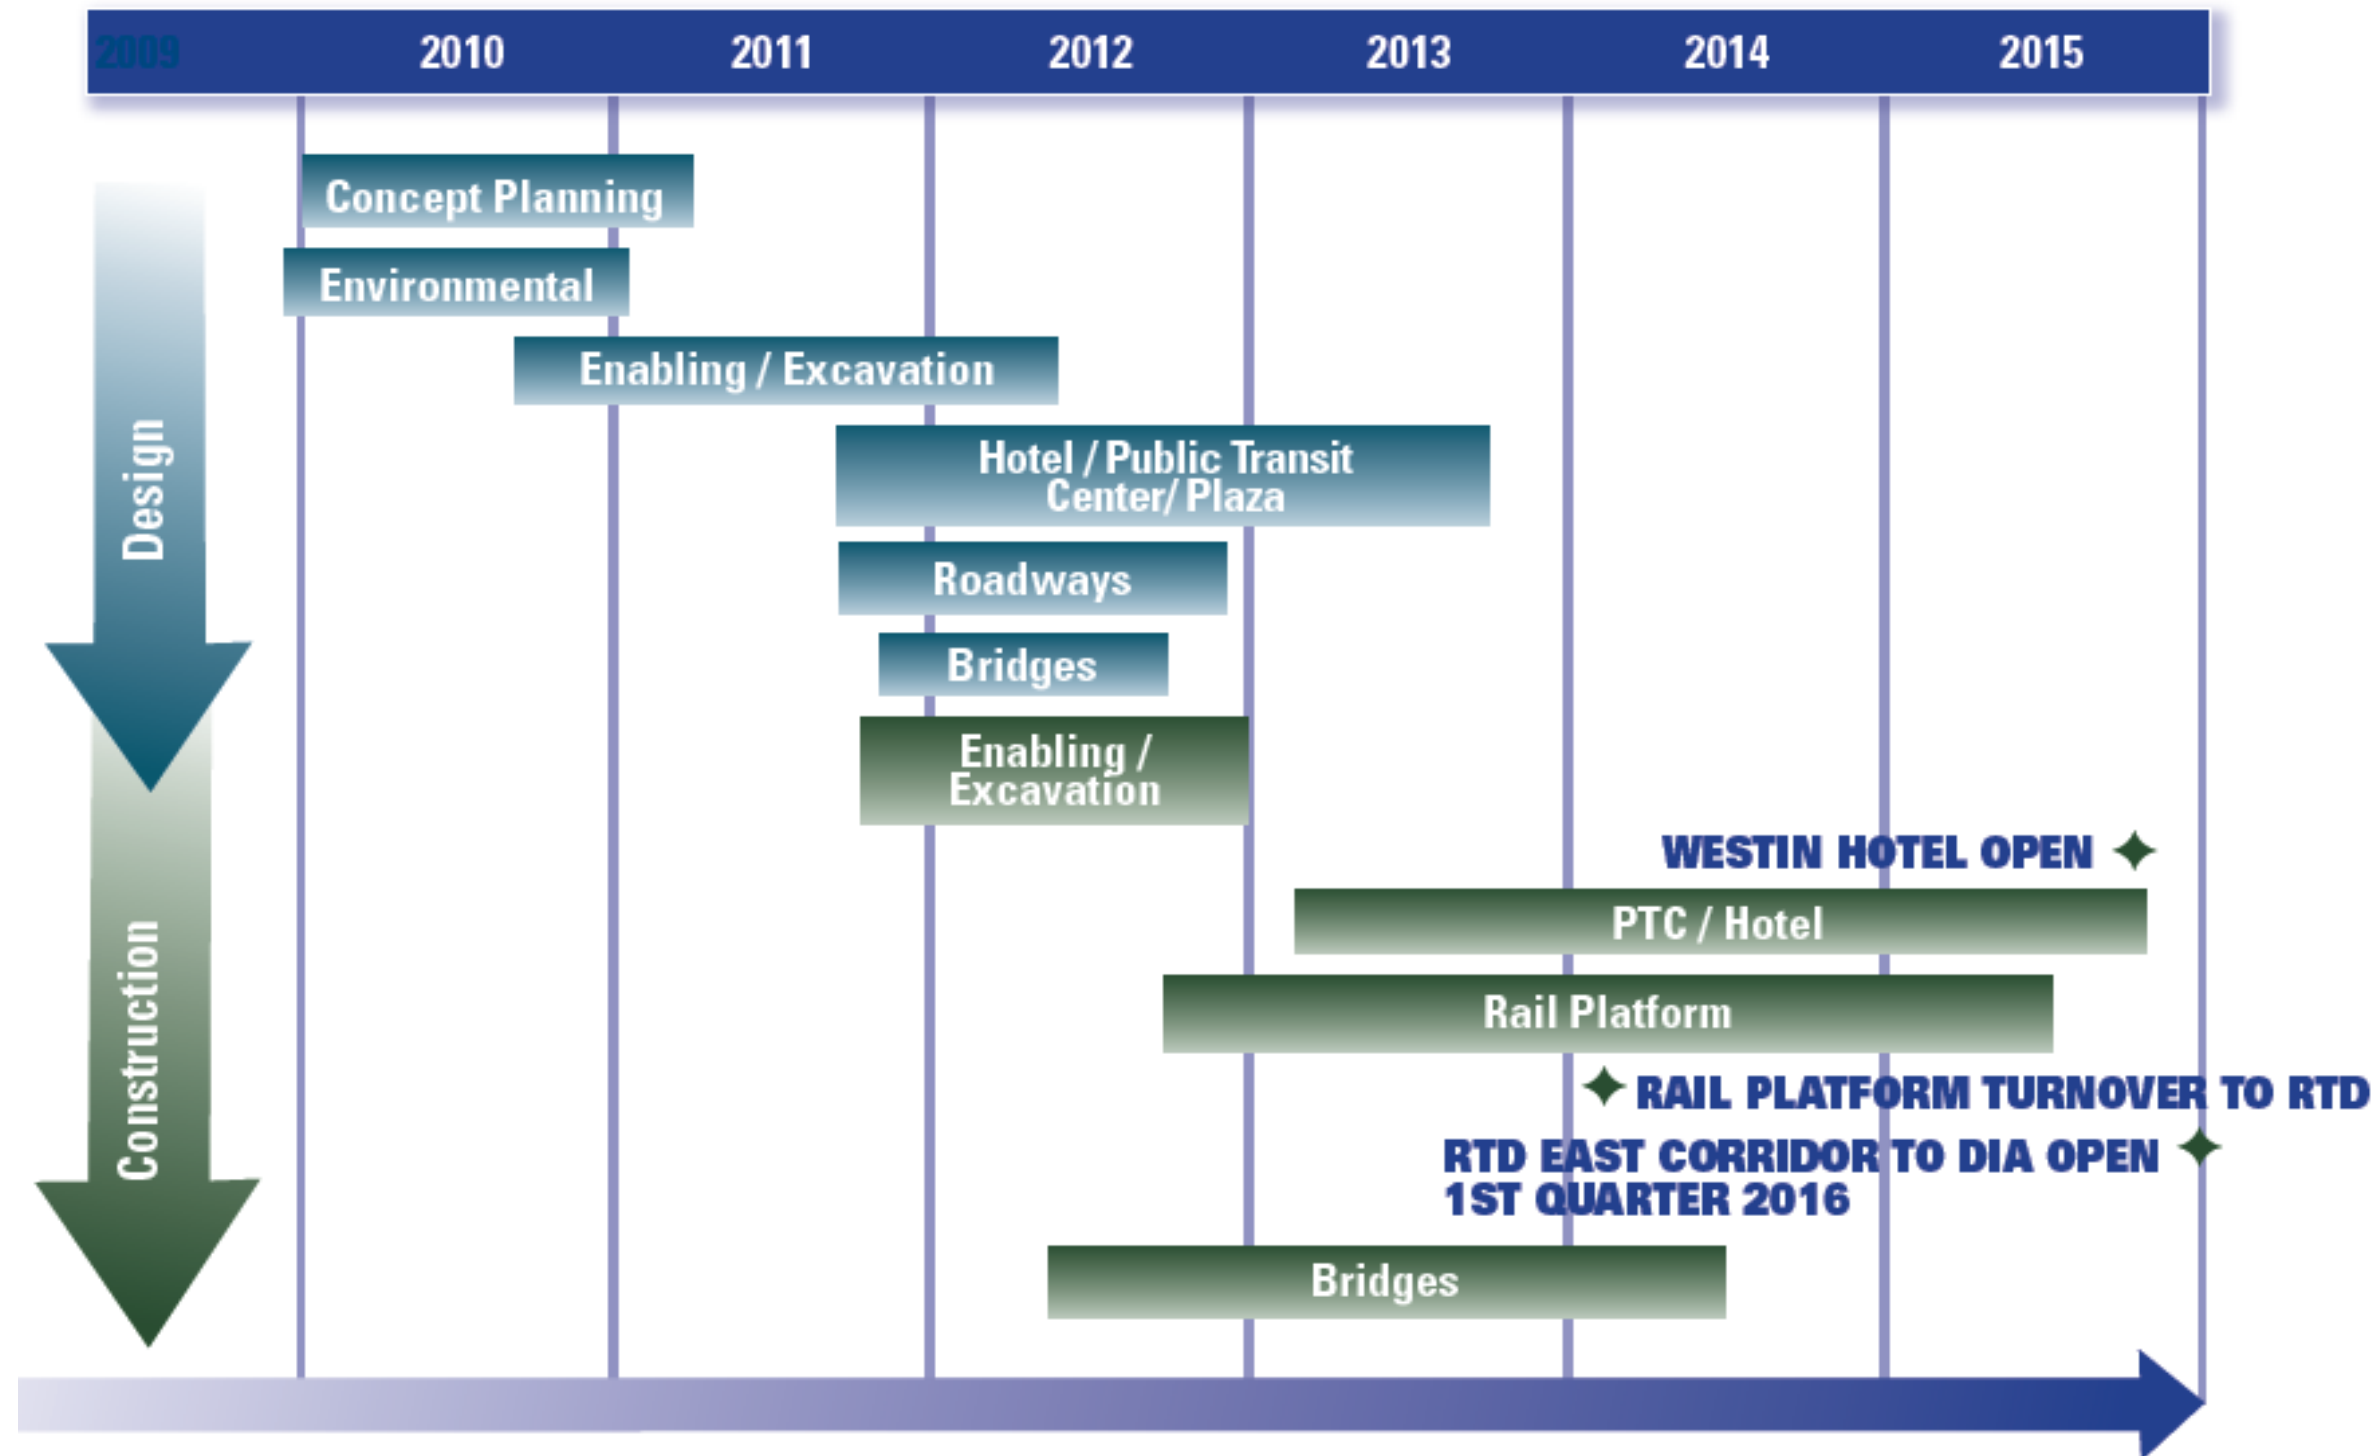 2009 2010 2011 2012 2013 2014 2015
Concept Planning
Environmental
Enabling / Excavation
Hotel / Public Transit
Center/ Plaza
Roadways
Bridges
Design
Enabling /
Excavation
WESTIN HOTEL OPEN
PTC / Hotel
Rail Platform
RAIL PLATFORM TURNOVER TO RTD
RTD EAST CORRIDOR TO DIA OPEN
1ST QUARTER 2016
Bridges
Construction